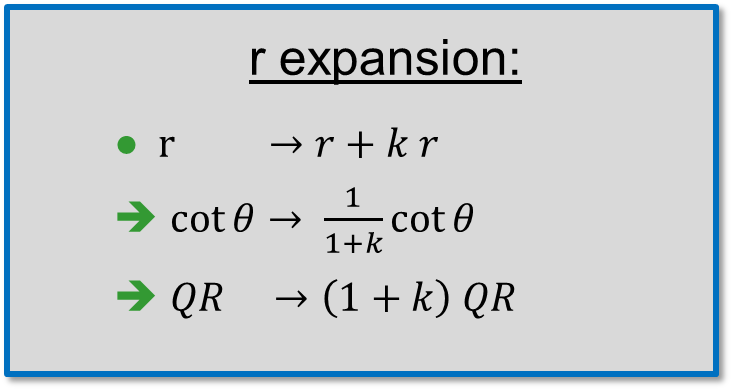 r expansion:
● r → r + k r
➔ cot θ → 1/(1+k) cot θ
➔ QR → (1 + k) QR